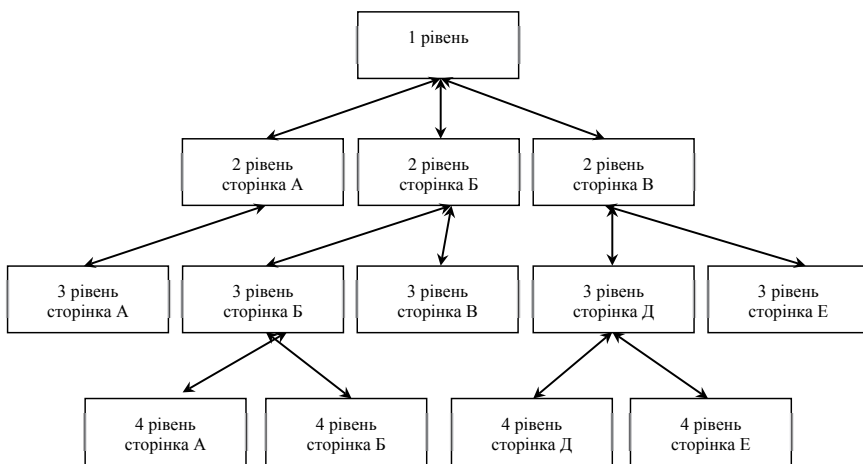 1 рівень
2 рівень
сторінка А
2 рівень
сторінка Б
2 рівень
сторінка В
3 рівень
сторінка А
3 рівень
сторінка Б
3 рівень
сторінка В
3 рівень
сторінка Д
3 рівень
сторінка Е
4 рівень
сторінка А
4 рівень
сторінка Б
4 рівень
сторінка Д
4 рівень
сторінка Е